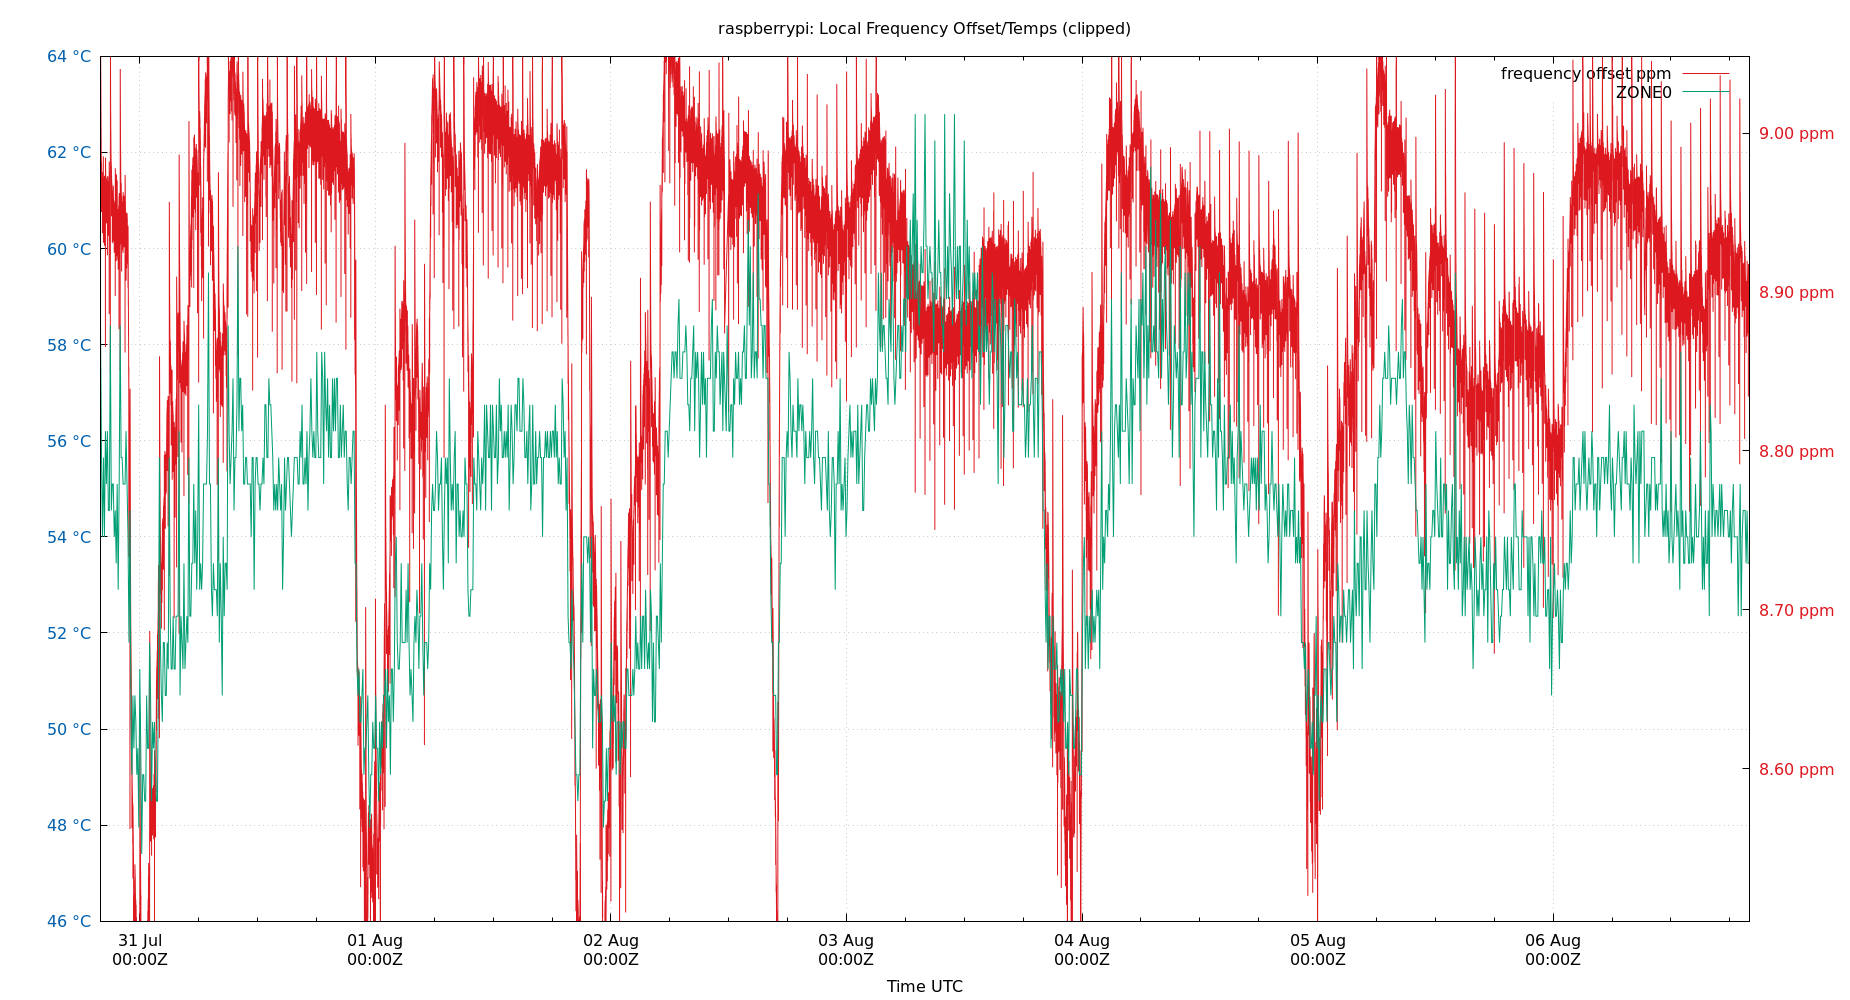 raspberrypi: Local Frequency Offset/Temps (clipped)
64 °C
62 °C
60 °C
58 °C
56 °C
54 °C
52 °C
50 °C
48 °C
46 °C
frequency offset ppm
ZONE0
9.00 ppm
8.90 ppm
8.80 ppm
8.70 ppm
8.60 ppm
31 Jul
00:00Z
01 Aug
00:00Z
02 Aug
00:00Z
03 Aug
00:00Z
04 Aug
00:00Z
05 Aug
00:00Z
06 Aug
00:00Z
Time UTC